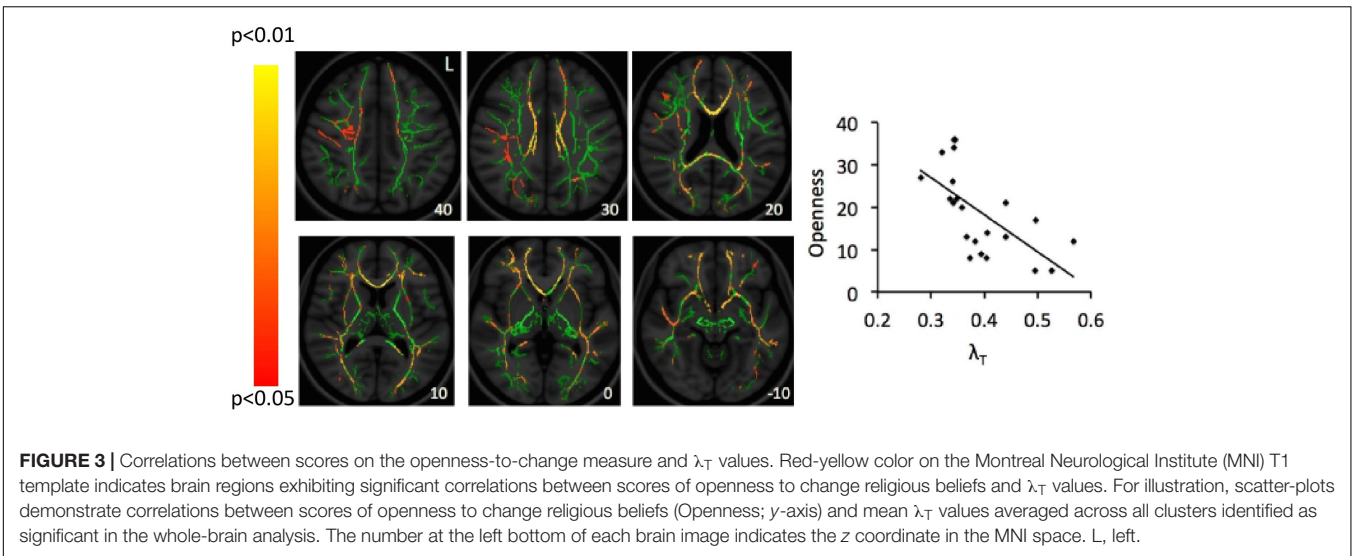 p<0.01
L
40
30
20
10
0
-10
p<0.05
40
30
20
10
0
Openness
0.2 0.3 0.4 0.5 0.6
λT
FIGURE 3 | Correlations between scores on the openness-to-change measure and λT values. Red-yellow color on the Montreal Neurological Institute (MNI) T1
template indicates brain regions exhibiting significant correlations between scores of openness to change religious beliefs and λT values. For illustration, scatter-plots
demonstrate correlations between scores of openness to change religious beliefs (Openness; y-axis) and mean λT values averaged across all clusters identified as
significant in the whole-brain analysis. The number at the left bottom of each brain image indicates the z coordinate in the MNI space. L, left.